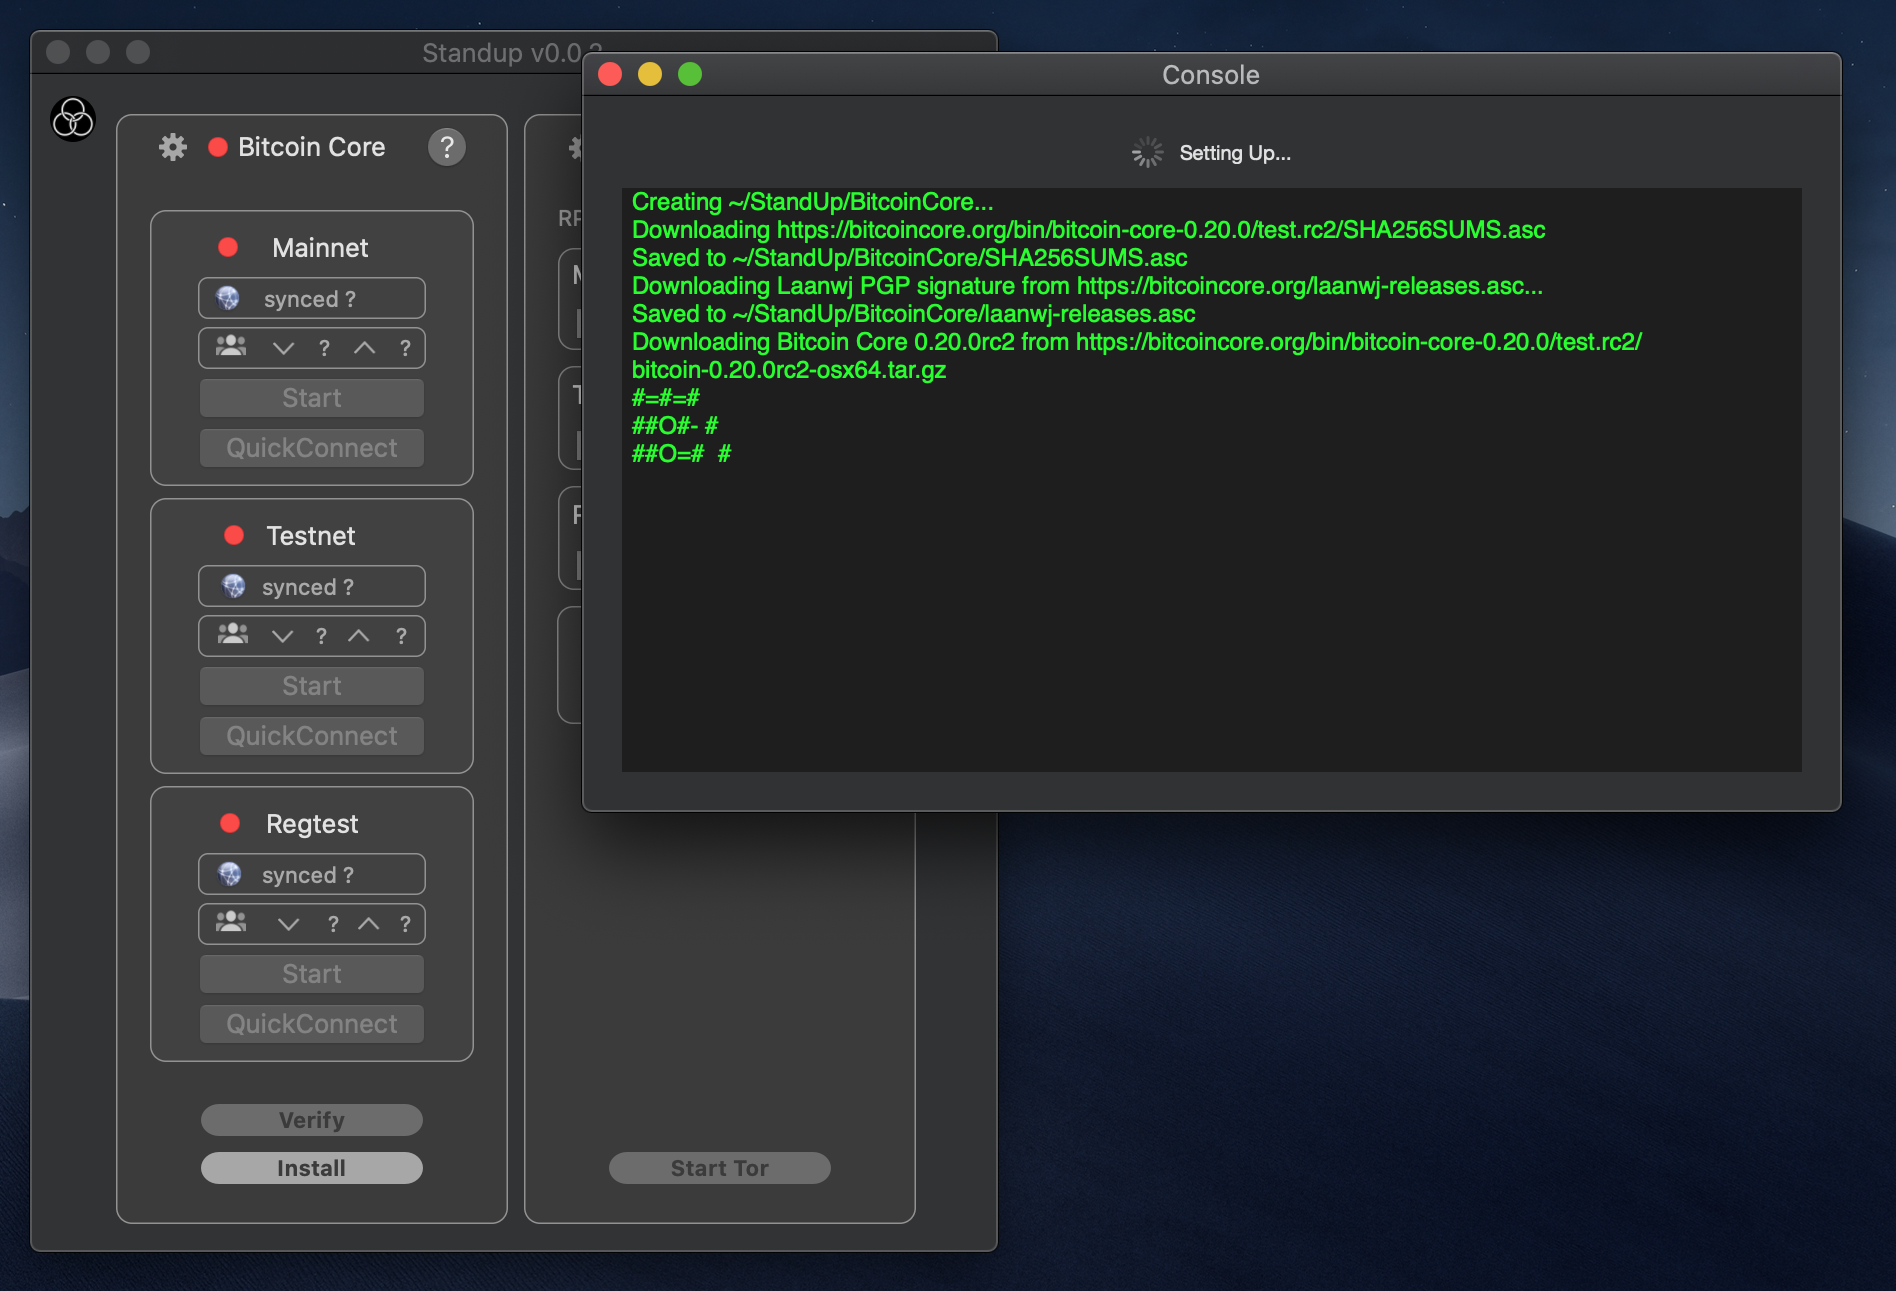 Standup v0.0.
Console
Bitcoin Core
?
Setting Up...
Creating ~/StandUp/BitcoinCore...
Downloading https://bitcoincore.org/bin/bitcoin-core-0.20.0/test.rc2/SHA256SUMS.asc
Saved to ~/StandUp/BitcoinCore/SHA256SUMS.asc
Downloading Laanwj PGP signature from https://bitcoincore.org/laanwj-releases.asc...
Saved to ~/StandUp/BitcoinCore/laanwj-releases.asc
Downloading Bitcoin Core 0.20.0rc2 from https://bitcoincore.org/bin/bitcoin-core-0.20.0/test.rc2/
bitcoin-0.20.0rc2-osx64.tar.gz
#=#=#
##O#- #
##O=#  #
Mainnet
synced ?
? ?
Start
QuickConnect
Testnet
synced ?
? ?
Start
QuickConnect
Regtest
synced ?
? ?
Start
QuickConnect
Verify
Install
Start Tor